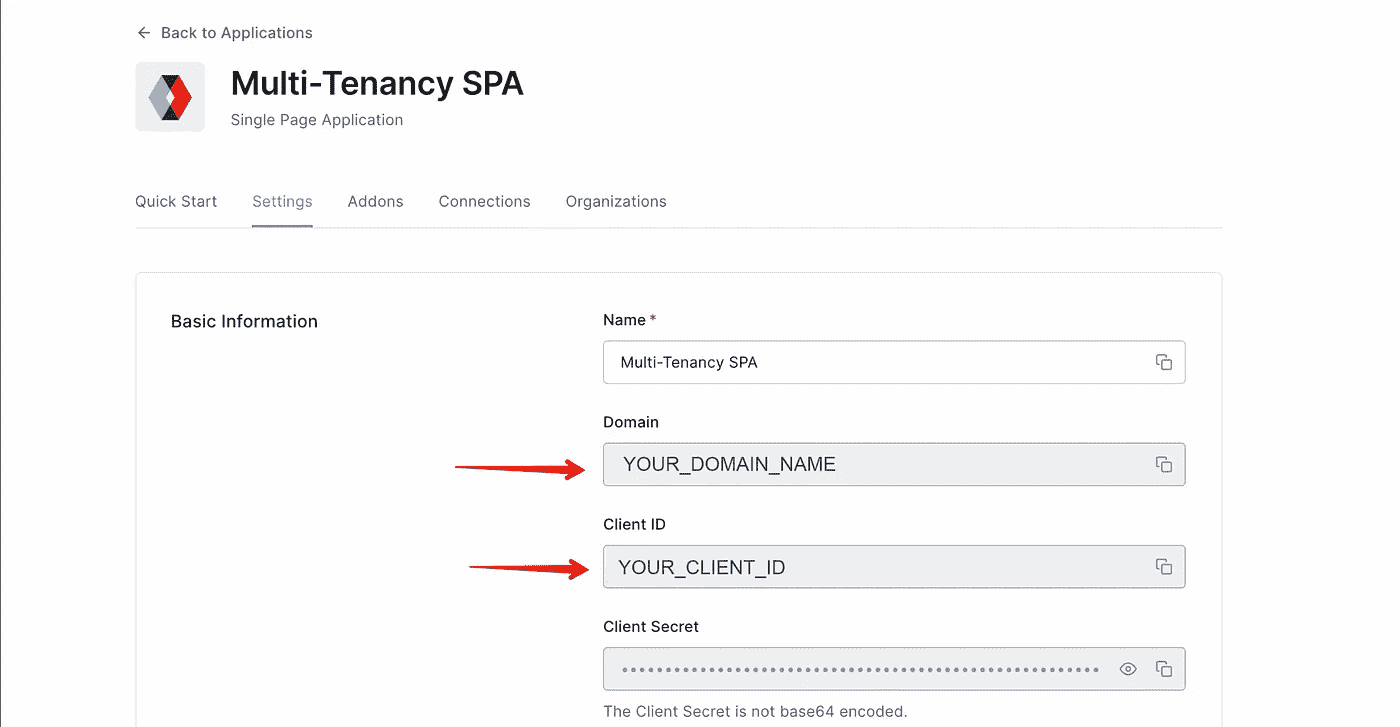 Back to Applications
Multi-Tenancy SPA
Single Page Application
Quick Start Settings Addons Connections Organizations
Basic Information
Name *
Multi-Tenancy SPA
Domain
YOUR_DOMAIN_NAME
Client ID
YOUR_CLIENT_ID
Client Secret
The Client Secret is not base64 encoded.